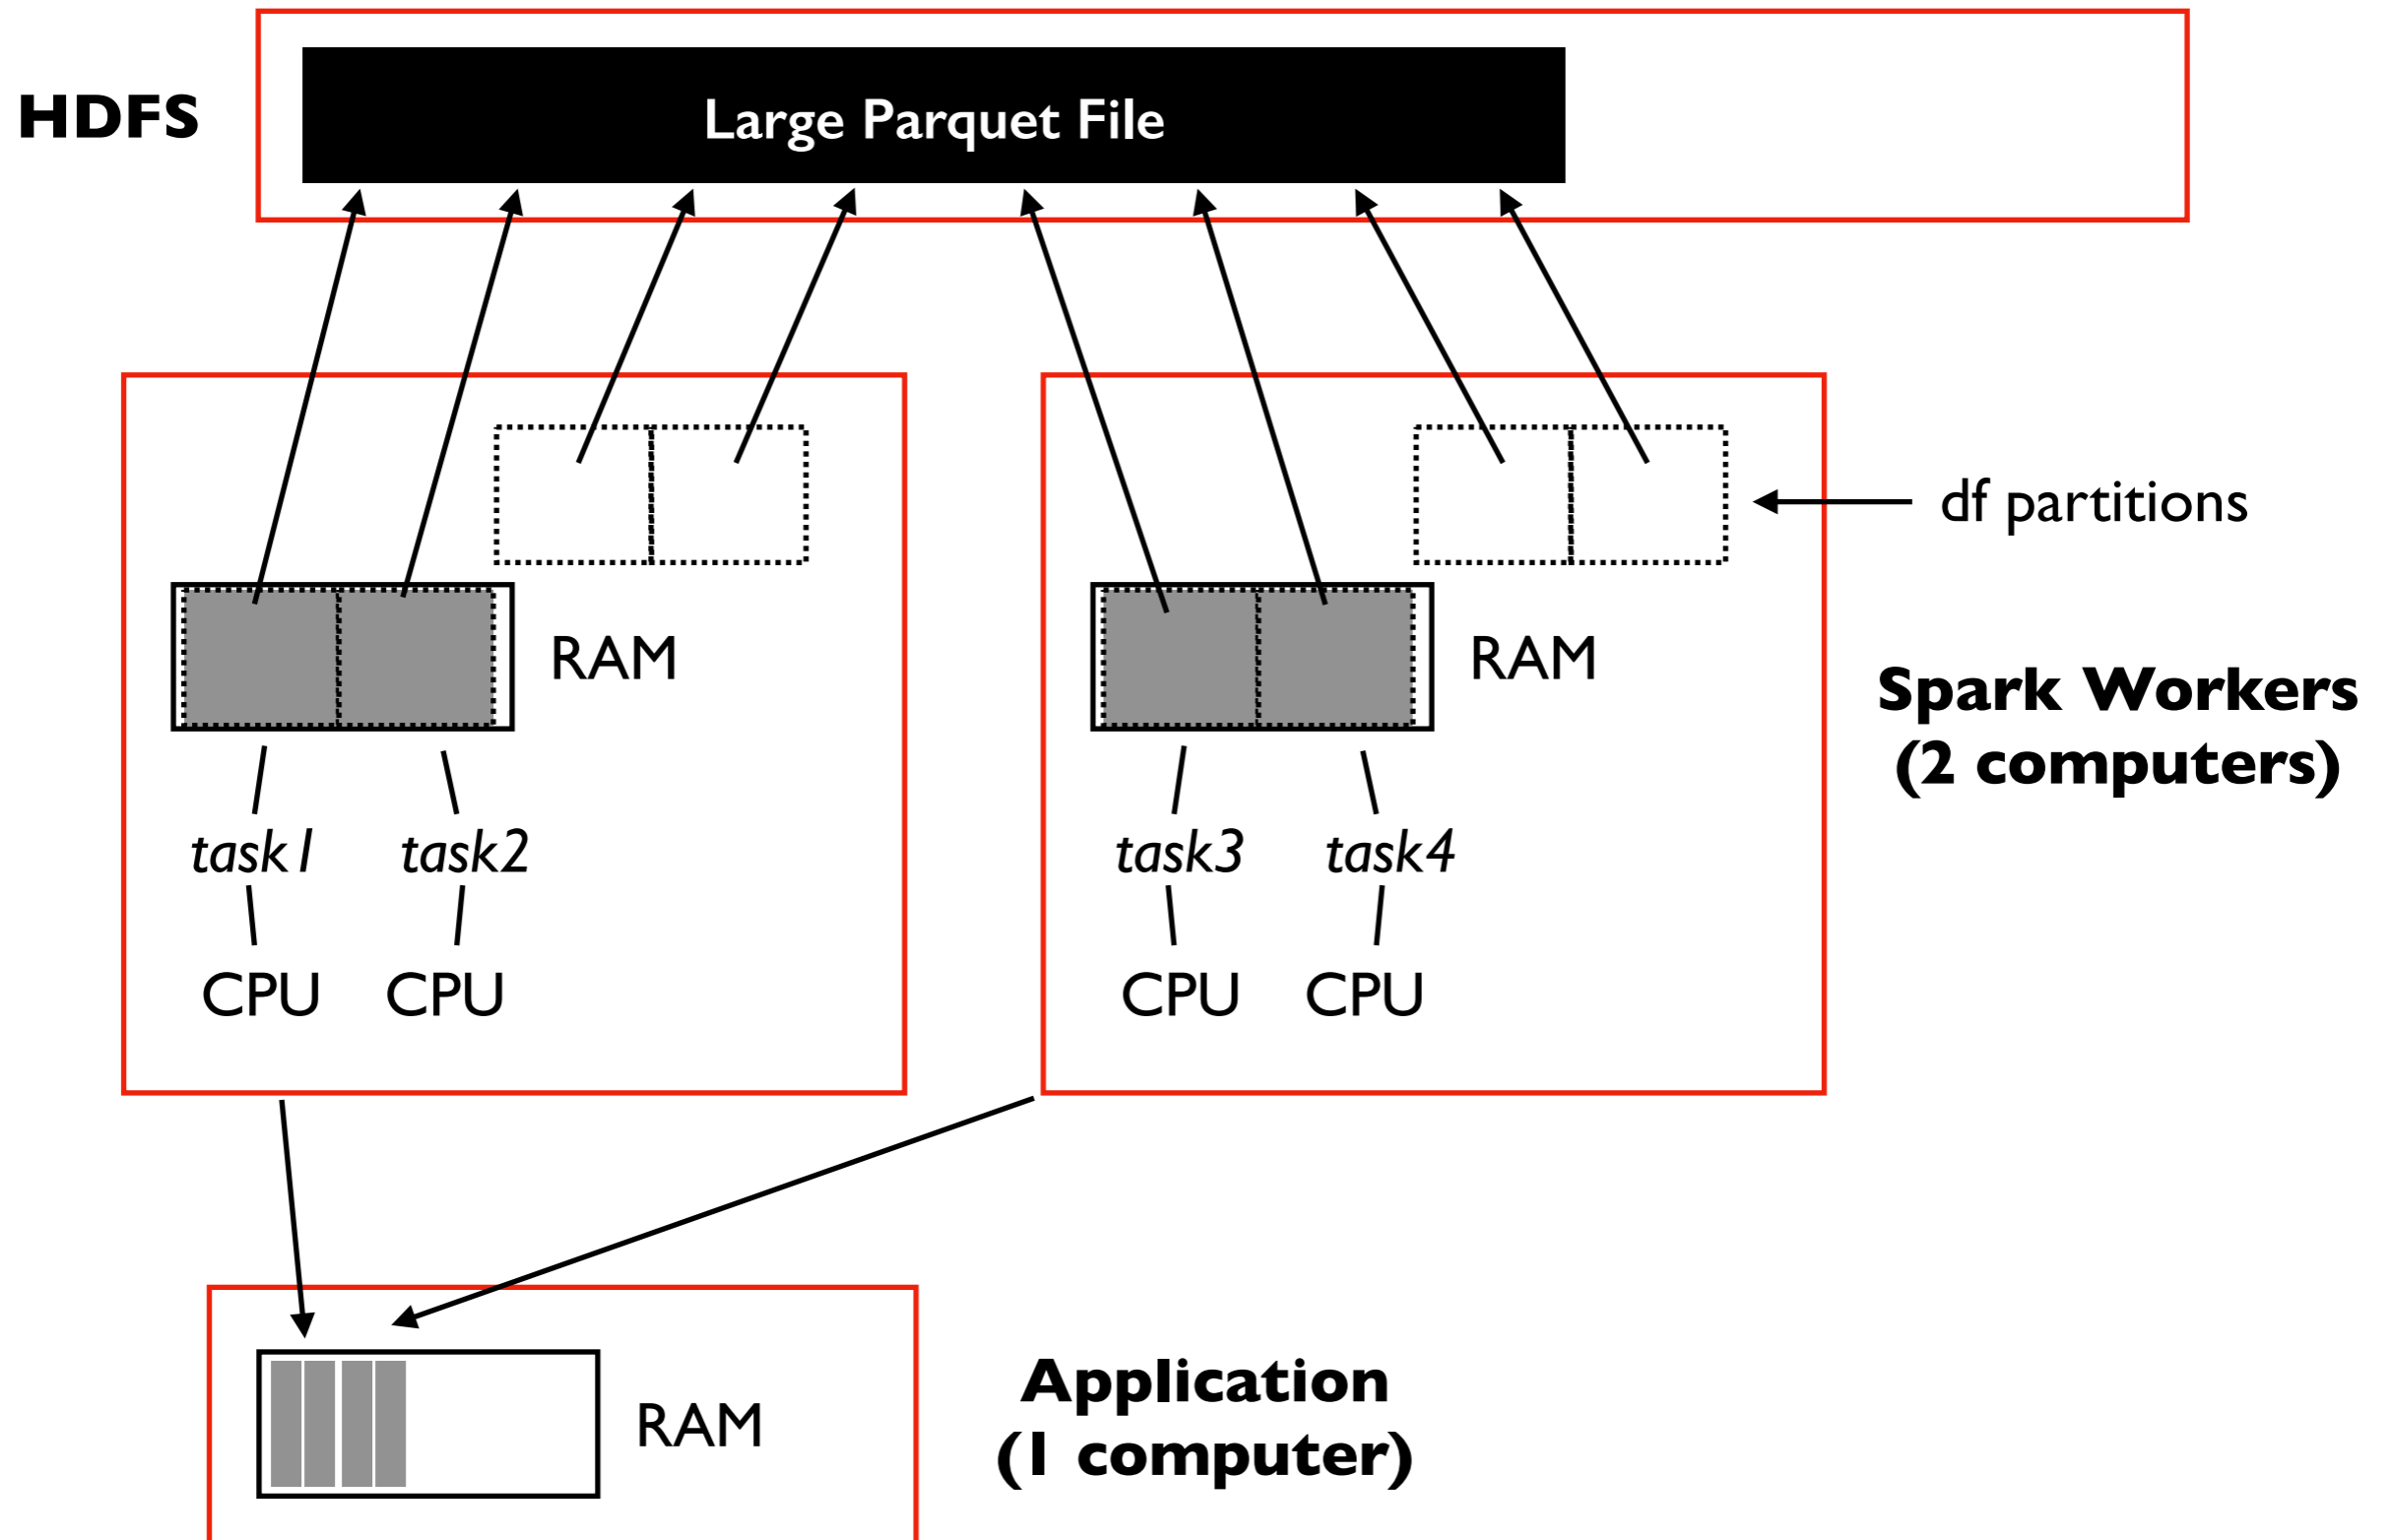 HDFS
Large Parquet File
df partitions
RAM
RAM
Spark Workers
(2 computers)
task1
task2
task3
task4
CPU
CPU
CPU
CPU
RAM
Application
(1 computer)